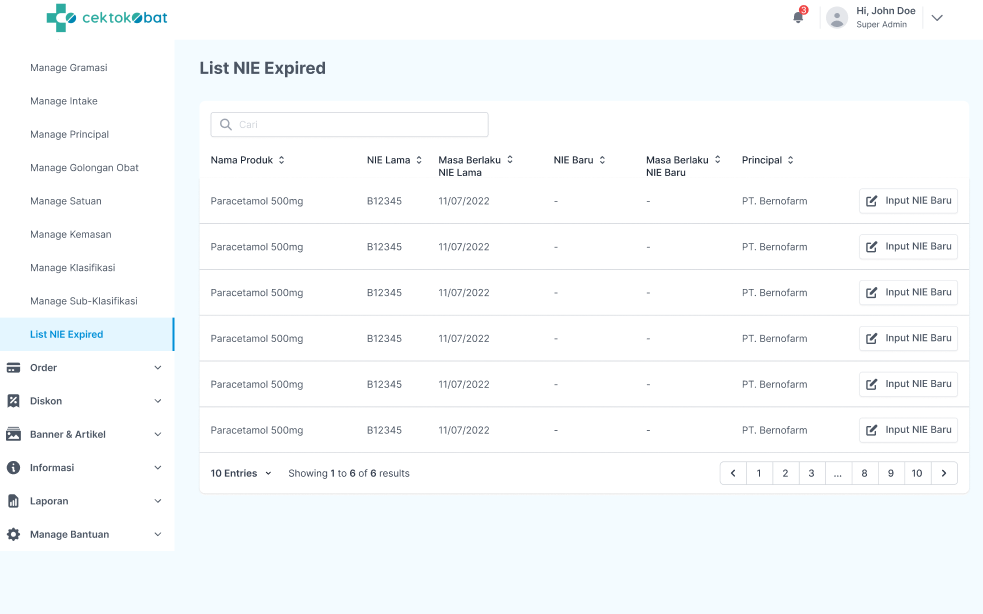 cektokobat
3
Hi, John Doe
Super Admin
Manage Gramasi
Manage Intake
Manage Principal
Manage Golongan Obat
Manage Satuan
Manage Kemasan
Manage Klasifikasi
Manage Sub-Klasifikasi
List NIE Expired
Order
Diskon
Banner & Artikel
Informasi
Laporan
Manage Bantuan
List NIE Expired
Cari
Nama Produk NIE Lama Masa Berlaku NIE Lama NIE Baru Masa Berlaku NIE Baru Principal
Paracetamol 500mg B12345 11/07/2022 - - PT. Bernofarm Input NIE Baru
Paracetamol 500mg B12345 11/07/2022 - - PT. Bernofarm Input NIE Baru
Paracetamol 500mg B12345 11/07/2022 - - PT. Bernofarm Input NIE Baru
Paracetamol 500mg B12345 11/07/2022 - - PT. Bernofarm Input NIE Baru
Paracetamol 500mg B12345 11/07/2022 - - PT. Bernofarm Input NIE Baru
Paracetamol 500mg B12345 11/07/2022 - - PT. Bernofarm Input NIE Baru
10 Entries Showing 1 to 6 of 6 results 1 2 3 ... 8 9 10